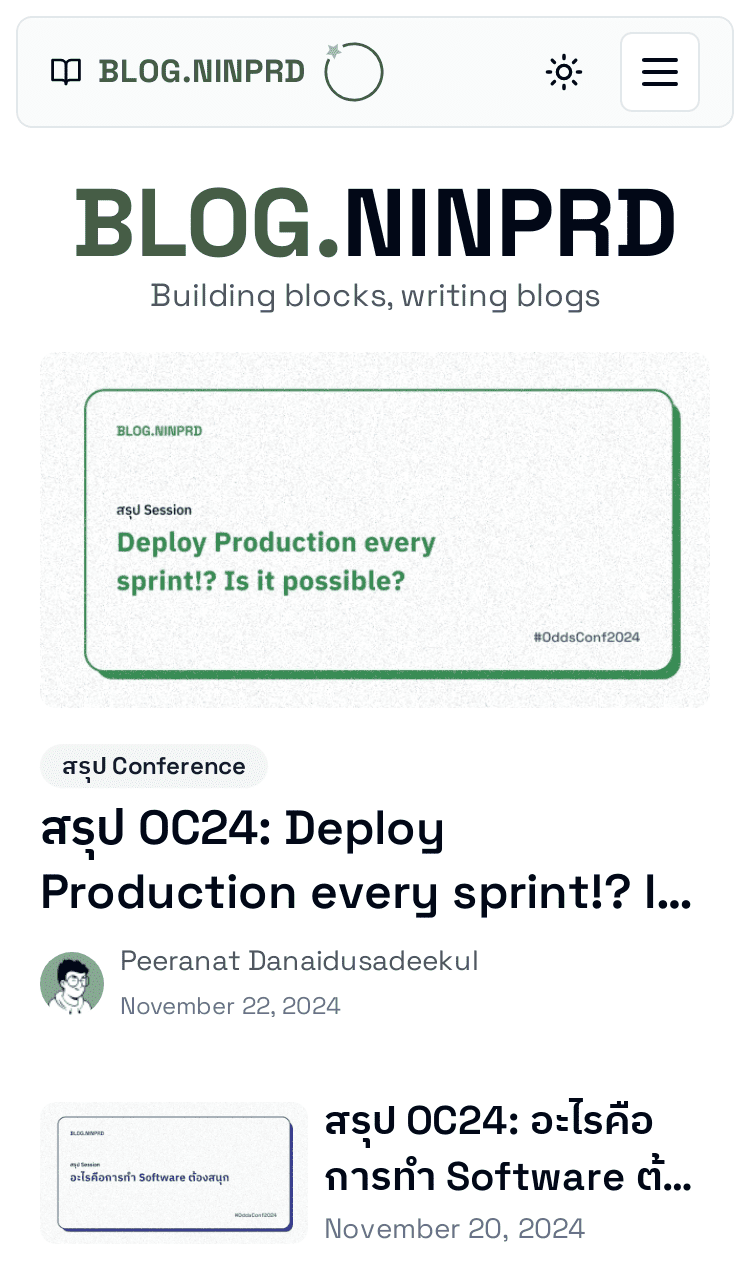 BLOG.NINPRD
BLOG.NINPRD
Building blocks, writing blogs
BLOG.NINPRD
สรุป Session
Deploy Production every
sprint!? Is it possible?
#OddsConf2024
สรุป Conference
สรุป OC24: Deploy
Production every sprint!? I...
Peeranat Danaidusadeekul
November 22, 2024
BLOG.NINPRD
สรุป Session
อะไรคือการทำ Software ต้องสนุก
#OddsConf2024
สรุป OC24: อะไรคือ
การทำ Software ต้...
November 20, 2024